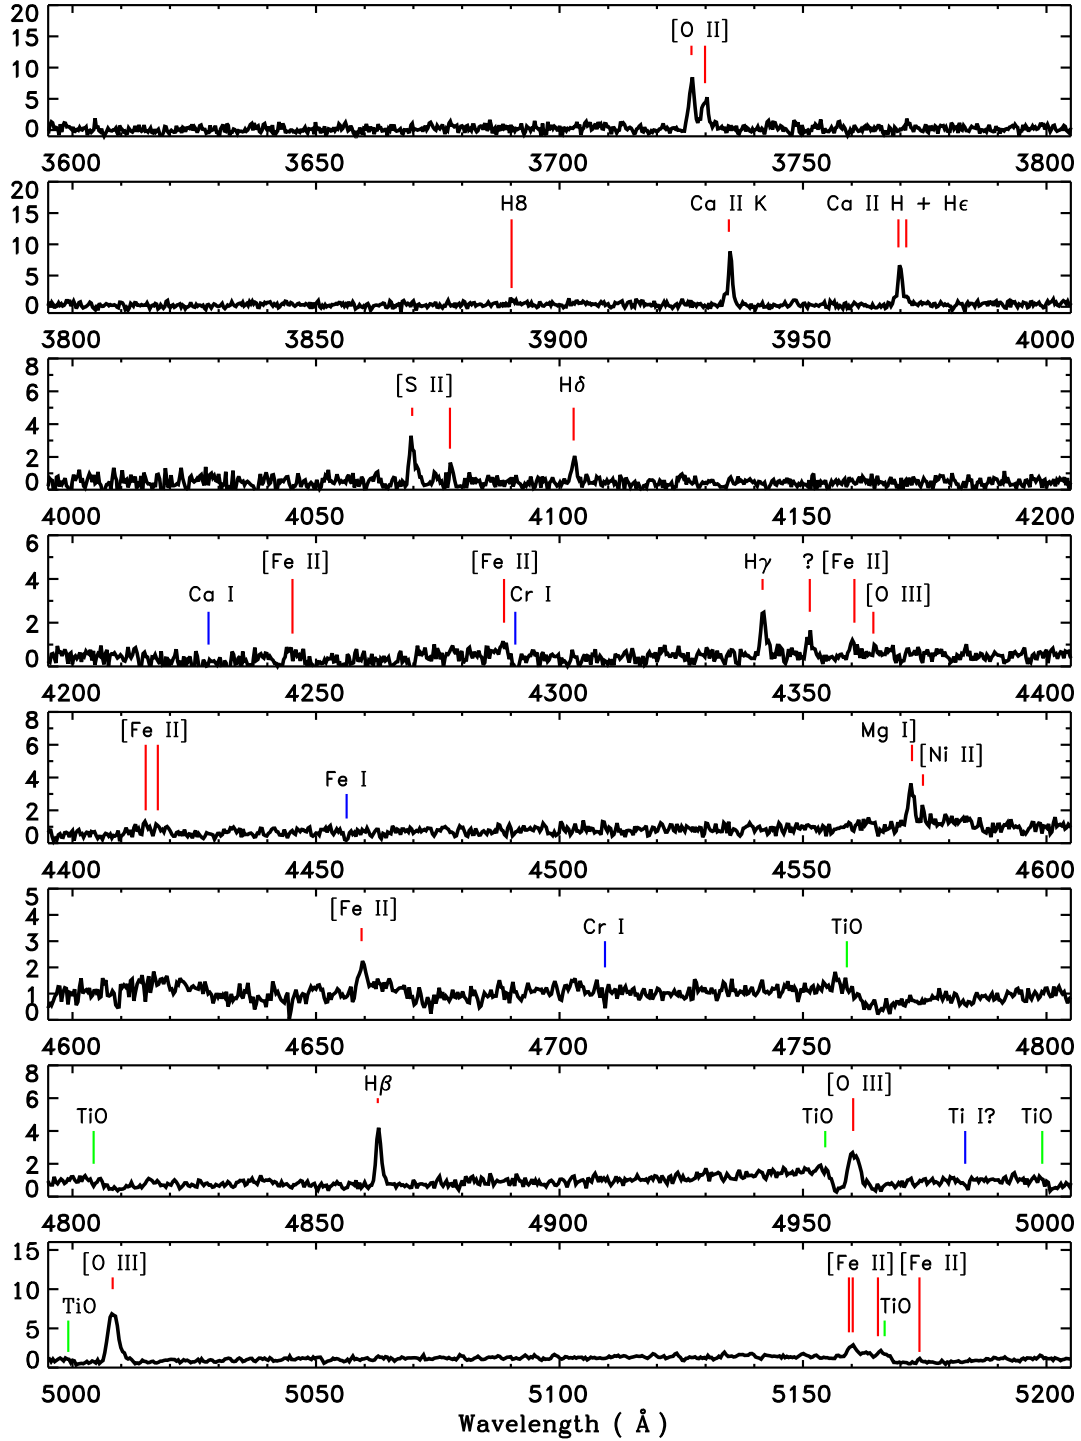 20
[O II]
15
10
5
0
3600 3650 3700 3750 3800
20
H8 Ca II K Ca II H + Hϵ
15
10
5
0
3800 3850 3900 3950 4000
8
[S II] Hδ
6
4
2
0
4000 4050 4100 4150 4200
6
[Fe II] [Fe II] Hγ ? [Fe II]
Ca I Cr I [O III]
4
2
0
4200 4250 4300 4350 4400
8
[Fe II] Mg I]
[Ni II]
6
Fe I
4
2
0
4400 4450 4500 4550 4600
5
[Fe II]
4
Cr I TiO
3
2
1
0
4600 4650 4700 4750 4800
8
Hβ [O III]
6
TiO TiO Ti I? TiO
4
2
0
4800 4850 4900 4950 5000
15
[O III] [Fe II] [Fe II]
10
TiO TiO
5
0
5000 5050 5100 5150 5200
Wavelength ( Å )